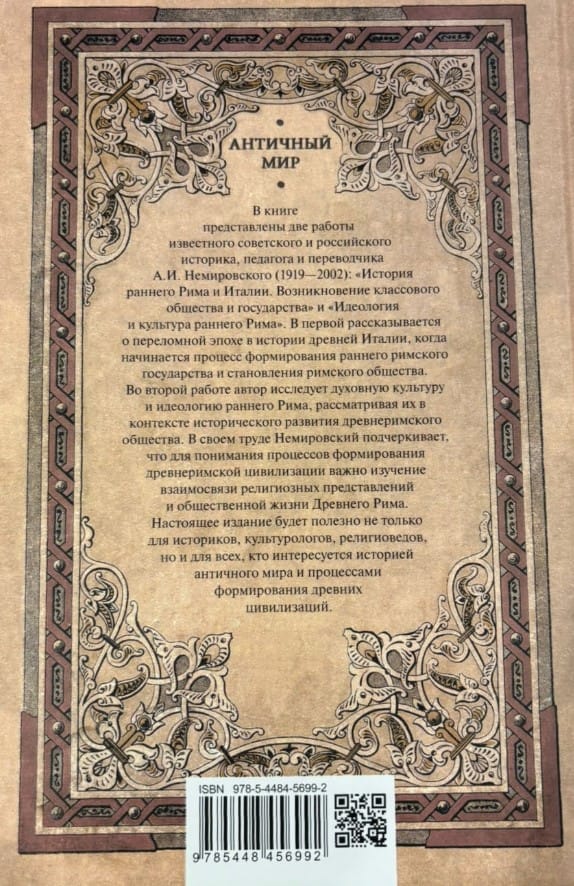 АНТИЧНЫЙ
МИР
В книге
представлены две работы
известного советского и российского
историка, педагога и переводчика
А.И. Немировского (1919—2002): «История
раннего Рима и Италии. Возникновение классового
общества и государства» и «Идеология
и культура раннего Рима». В первой рассказывается
о переломной эпохе в истории древней Италии, когда
начинается процесс формирования раннего римского
государства и становления римского общества.
Во второй работе автор исследует духовную культуру
и идеологию раннего Рима, рассматривая их в
контексте исторического развития древнеримского
общества. В своем труде Немировский подчеркивает,
что для понимания процессов формирования
древнеримской цивилизации важно изучение
взаимосвязи религиозных представлений
и общественной жизни Древнего Рима.
Настоящее издание будет полезно не только
для историков, культурологов, религиоведов,
но и для всех, кто интересуется историей
античного мира и процессами
формирования древних
цивилизаций.
ISBN 978-5-4484-5699-2
9 785448 456992